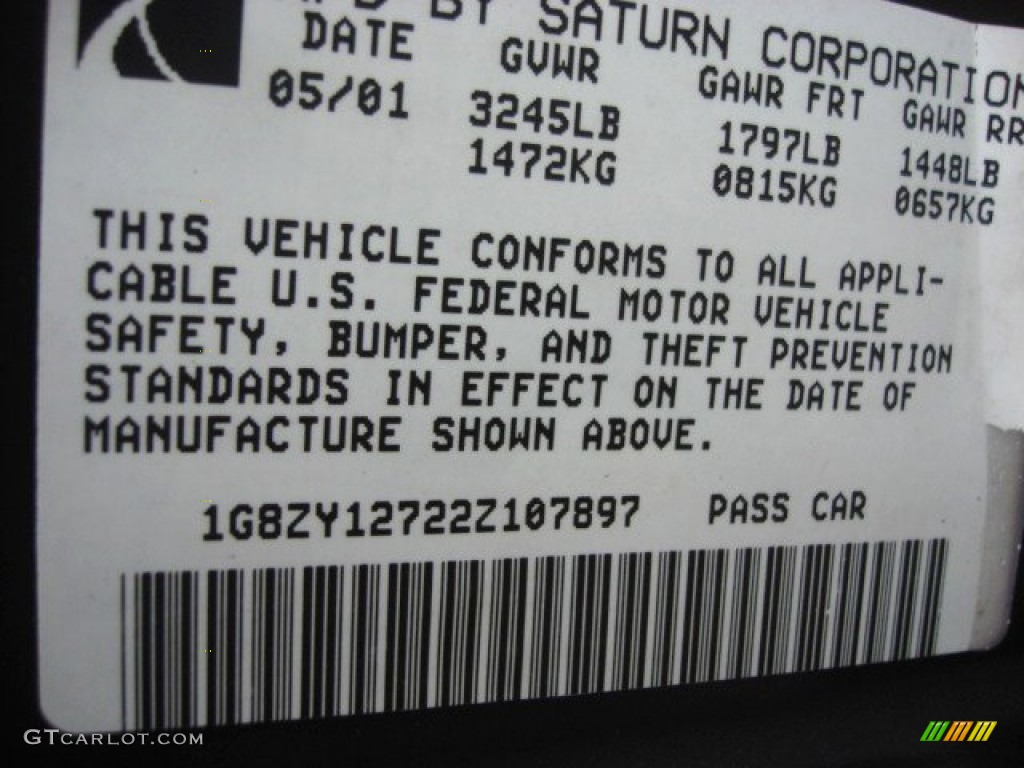 BY SATURN CORPORATION
DATE GVWR GAWR FRT GAWR RR
05/01 3245LB 1797LB 1448LB
1472KG 0815KG 0657KG
THIS VEHICLE CONFORMS TO ALL APPLI-
CABLE U.S. FEDERAL MOTOR VEHICLE
SAFETY, BUMPER, AND THEFT PREVENTION
STANDARDS IN EFFECT ON THE DATE OF
MANUFACTURE SHOWN ABOVE.
1G8ZY12722Z107897 PASS CAR
GTCARLOT.COM